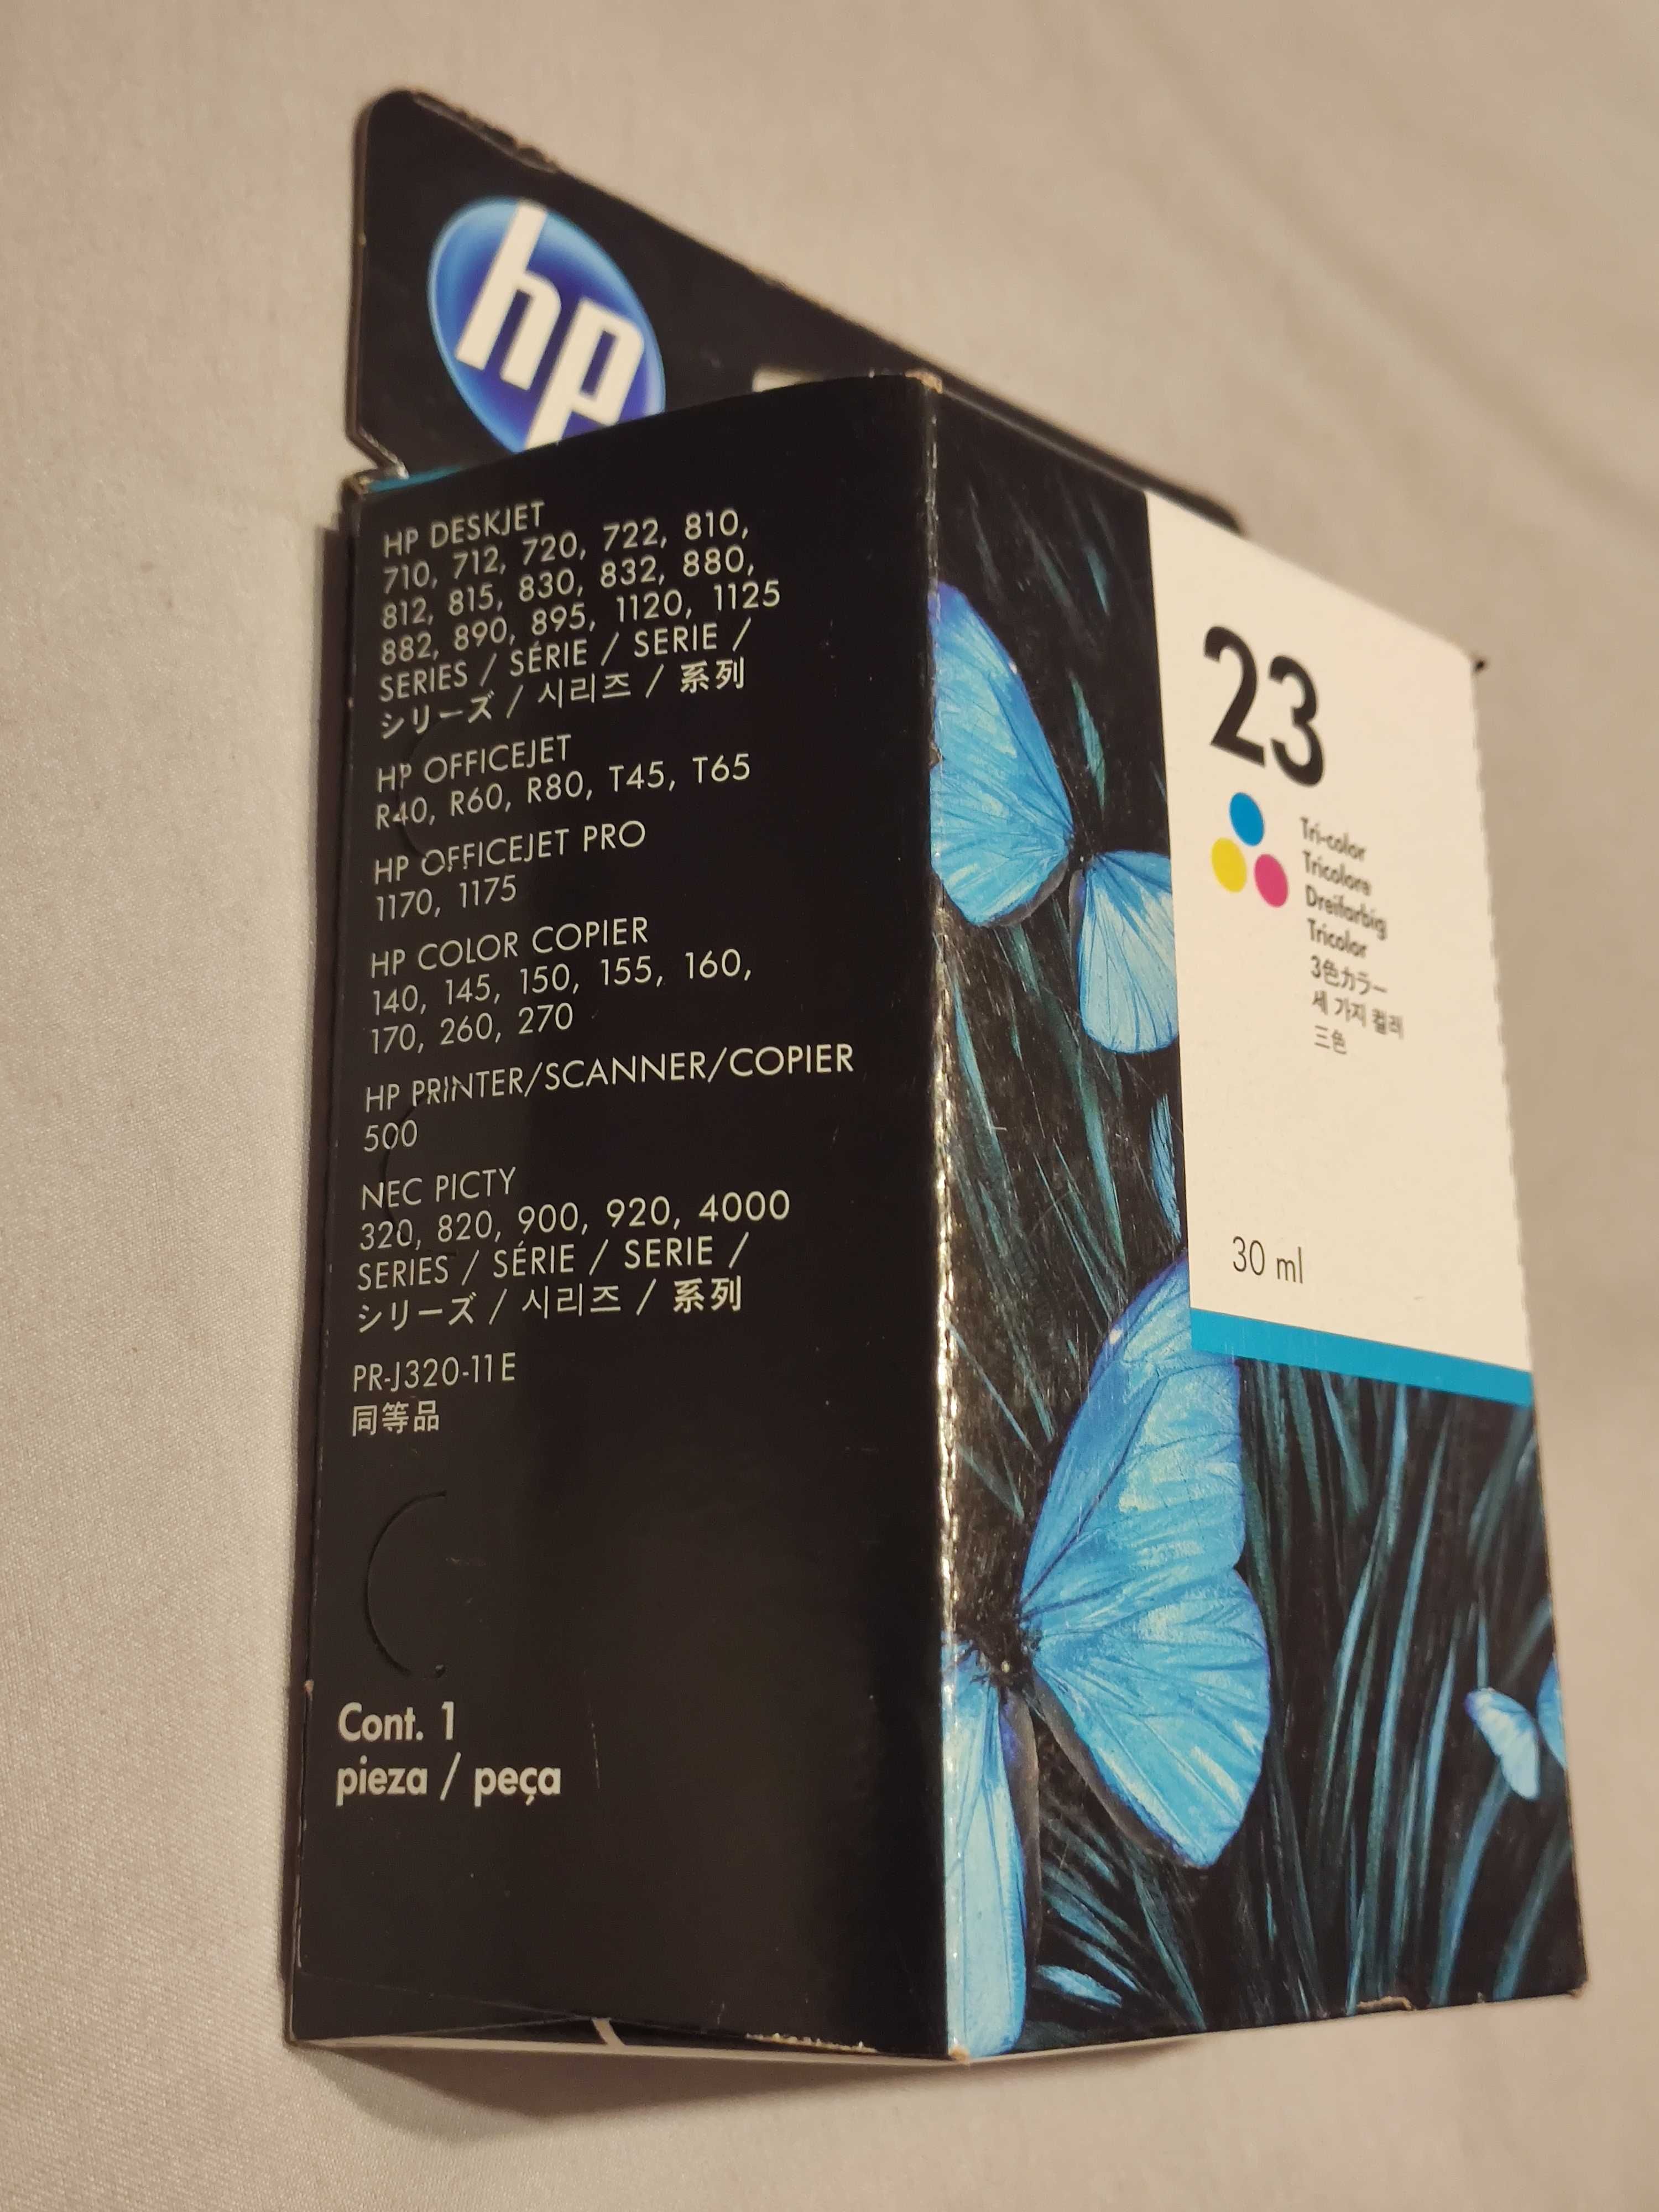 hp
HP DESKJET
710, 712, 720, 722, 810,
812, 815, 830, 832, 880,
882, 890, 895, 1120, 1125
SERIES / SÉRIE / SERIE /
シリーズ / 시리즈 / 系列
HP OFFICEJET
R40, R60, R80, T45, T65
HP OFFICEJET PRO
1170, 1175
HP COLOR COPIER
140, 145, 150, 155, 160,
170, 260, 270
HP PRINTER/SCANNER/COPIER
500
NEC PICTY
320, 820, 900, 920, 4000
SERIES / SÉRIE / SERIE /
シリーズ / 시리즈 / 系列
PR-J320-11E
同等品
Cont. 1
pieza / peça
23
Tri-color
Tricolore
Dreifarbig
Tricolor
3色カラー
세 가지 컬러
三色
30 ml